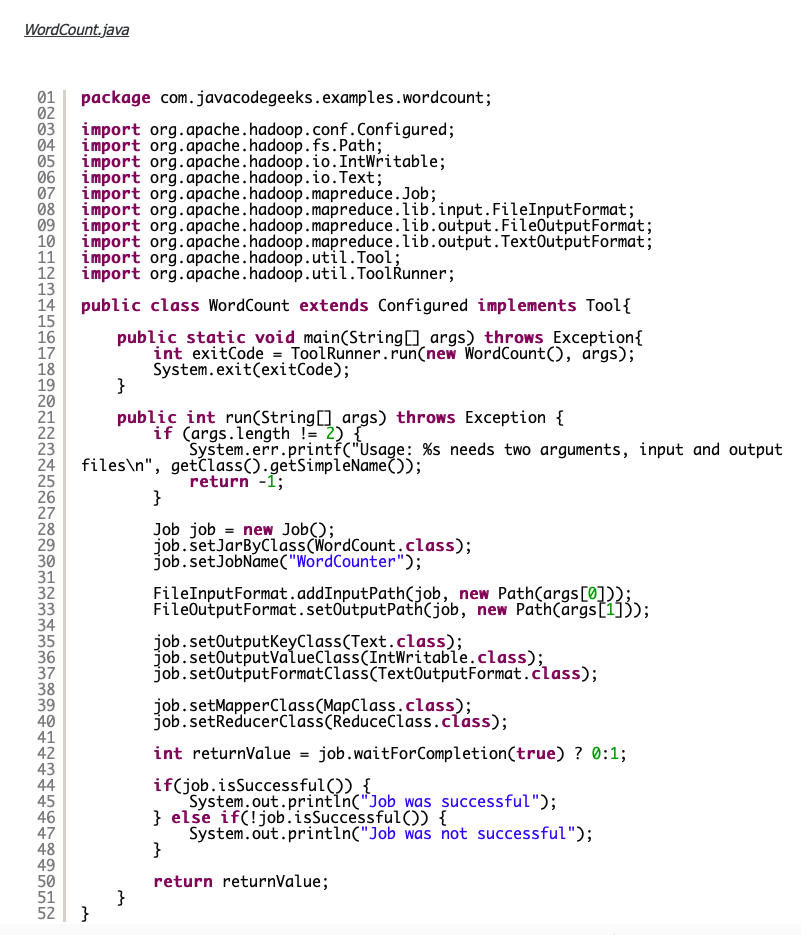 WordCount.java
01 package com.javacodegeeks.examples.wordcount;
02
03 import org.apache.hadoop.conf.Configured;
04 import org.apache.hadoop.fs.Path;
05 import org.apache.hadoop.io.IntWritable;
06 import org.apache.hadoop.io.Text;
07 import org.apache.hadoop.mapreduce.Job;
08 import org.apache.hadoop.mapreduce.lib.input.FileInputFormat;
09 import org.apache.hadoop.mapreduce.lib.output.FileOutputFormat;
10 import org.apache.hadoop.mapreduce.lib.output.TextOutputFormat;
11 import org.apache.hadoop.util.Tool;
12 import org.apache.hadoop.util.ToolRunner;
13
14 public class WordCount extends Configured implements Tool{
15
16     public static void main(String[] args) throws Exception{
17         int exitCode = ToolRunner.run(new WordCount(), args);
18         System.exit(exitCode);
19     }
20
21     public int run(String[] args) throws Exception {
22         if (args.length != 2) {
23             System.err.printf("Usage: %s needs two arguments, input and output
24 files\n", getClass().getSimpleName());
25             return -1;
26         }
27
28         Job job = new Job();
29         job.setJarByClass(WordCount.class);
30         job.setJobName("WordCounter");
31
32         FileInputFormat.addInputPath(job, new Path(args[0]));
33         FileOutputFormat.setOutputPath(job, new Path(args[1]));
34
35         job.setOutputKeyClass(Text.class);
36         job.setOutputValueClass(IntWritable.class);
37         job.setOutputFormatClass(TextOutputFormat.class);
38
39         job.setMapperClass(MapClass.class);
40         job.setReducerClass(ReduceClass.class);
41
42         int returnValue = job.waitForCompletion(true) ? 0:1;
43
44         if(job.isSuccessful()) {
45             System.out.println("Job was successful");
46         } else if(!job.isSuccessful()) {
47             System.out.println("Job was not successful");
48         }
49
50         return returnValue;
51     }
52 }